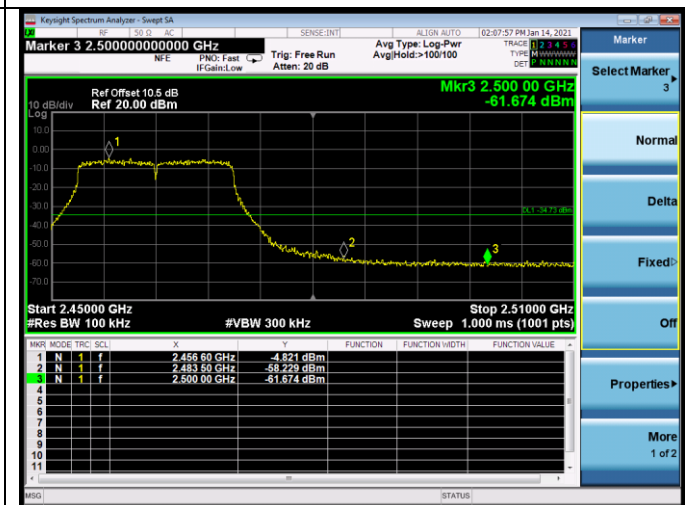 Keysight Spectrum Analyzer - Swept SA
RF 50 Ω AC SENSE:INT ALIGN AUTO 02:07:57 PM Jan 14, 2021
Marker 3 2.500000000000 GHz
NFE PNO: Fast IFGain:Low
Trig: Free Run
Atten: 20 dB
Avg Type: Log-Pwr
Avg|Hold:>100/100
TRACE 1 2 3 4 5 6
TYPE M WWWWW
DET P N N N N N
Ref Offset 10.5 dB
Ref 20.00 dBm
10 dB/div
Log
Mkr3 2.500 00 GHz
-61.674 dBm
10.0
0.00
-10.0
-20.0
-30.0
-40.0
-50.0
-60.0
-70.0
1
2
3
DL1 -34.73 dBm
Start 2.45000 GHz
#Res BW 100 kHz
#VBW 300 kHz
Stop 2.51000 GHz
Sweep 1.000 ms (1001 pts)
MKR MODE TRC SCL X Y FUNCTION FUNCTION WIDTH FUNCTION VALUE
1 N 1 f 2.456 60 GHz -4.821 dBm
2 N 1 f 2.483 50 GHz -58.229 dBm
3 N 1 f 2.500 00 GHz -61.674 dBm
4
5
6
7
8
9
10
11
MSG
STATUS
Marker
Select Marker
3
Normal
Delta
Fixed
Off
Properties
More
1 of 2